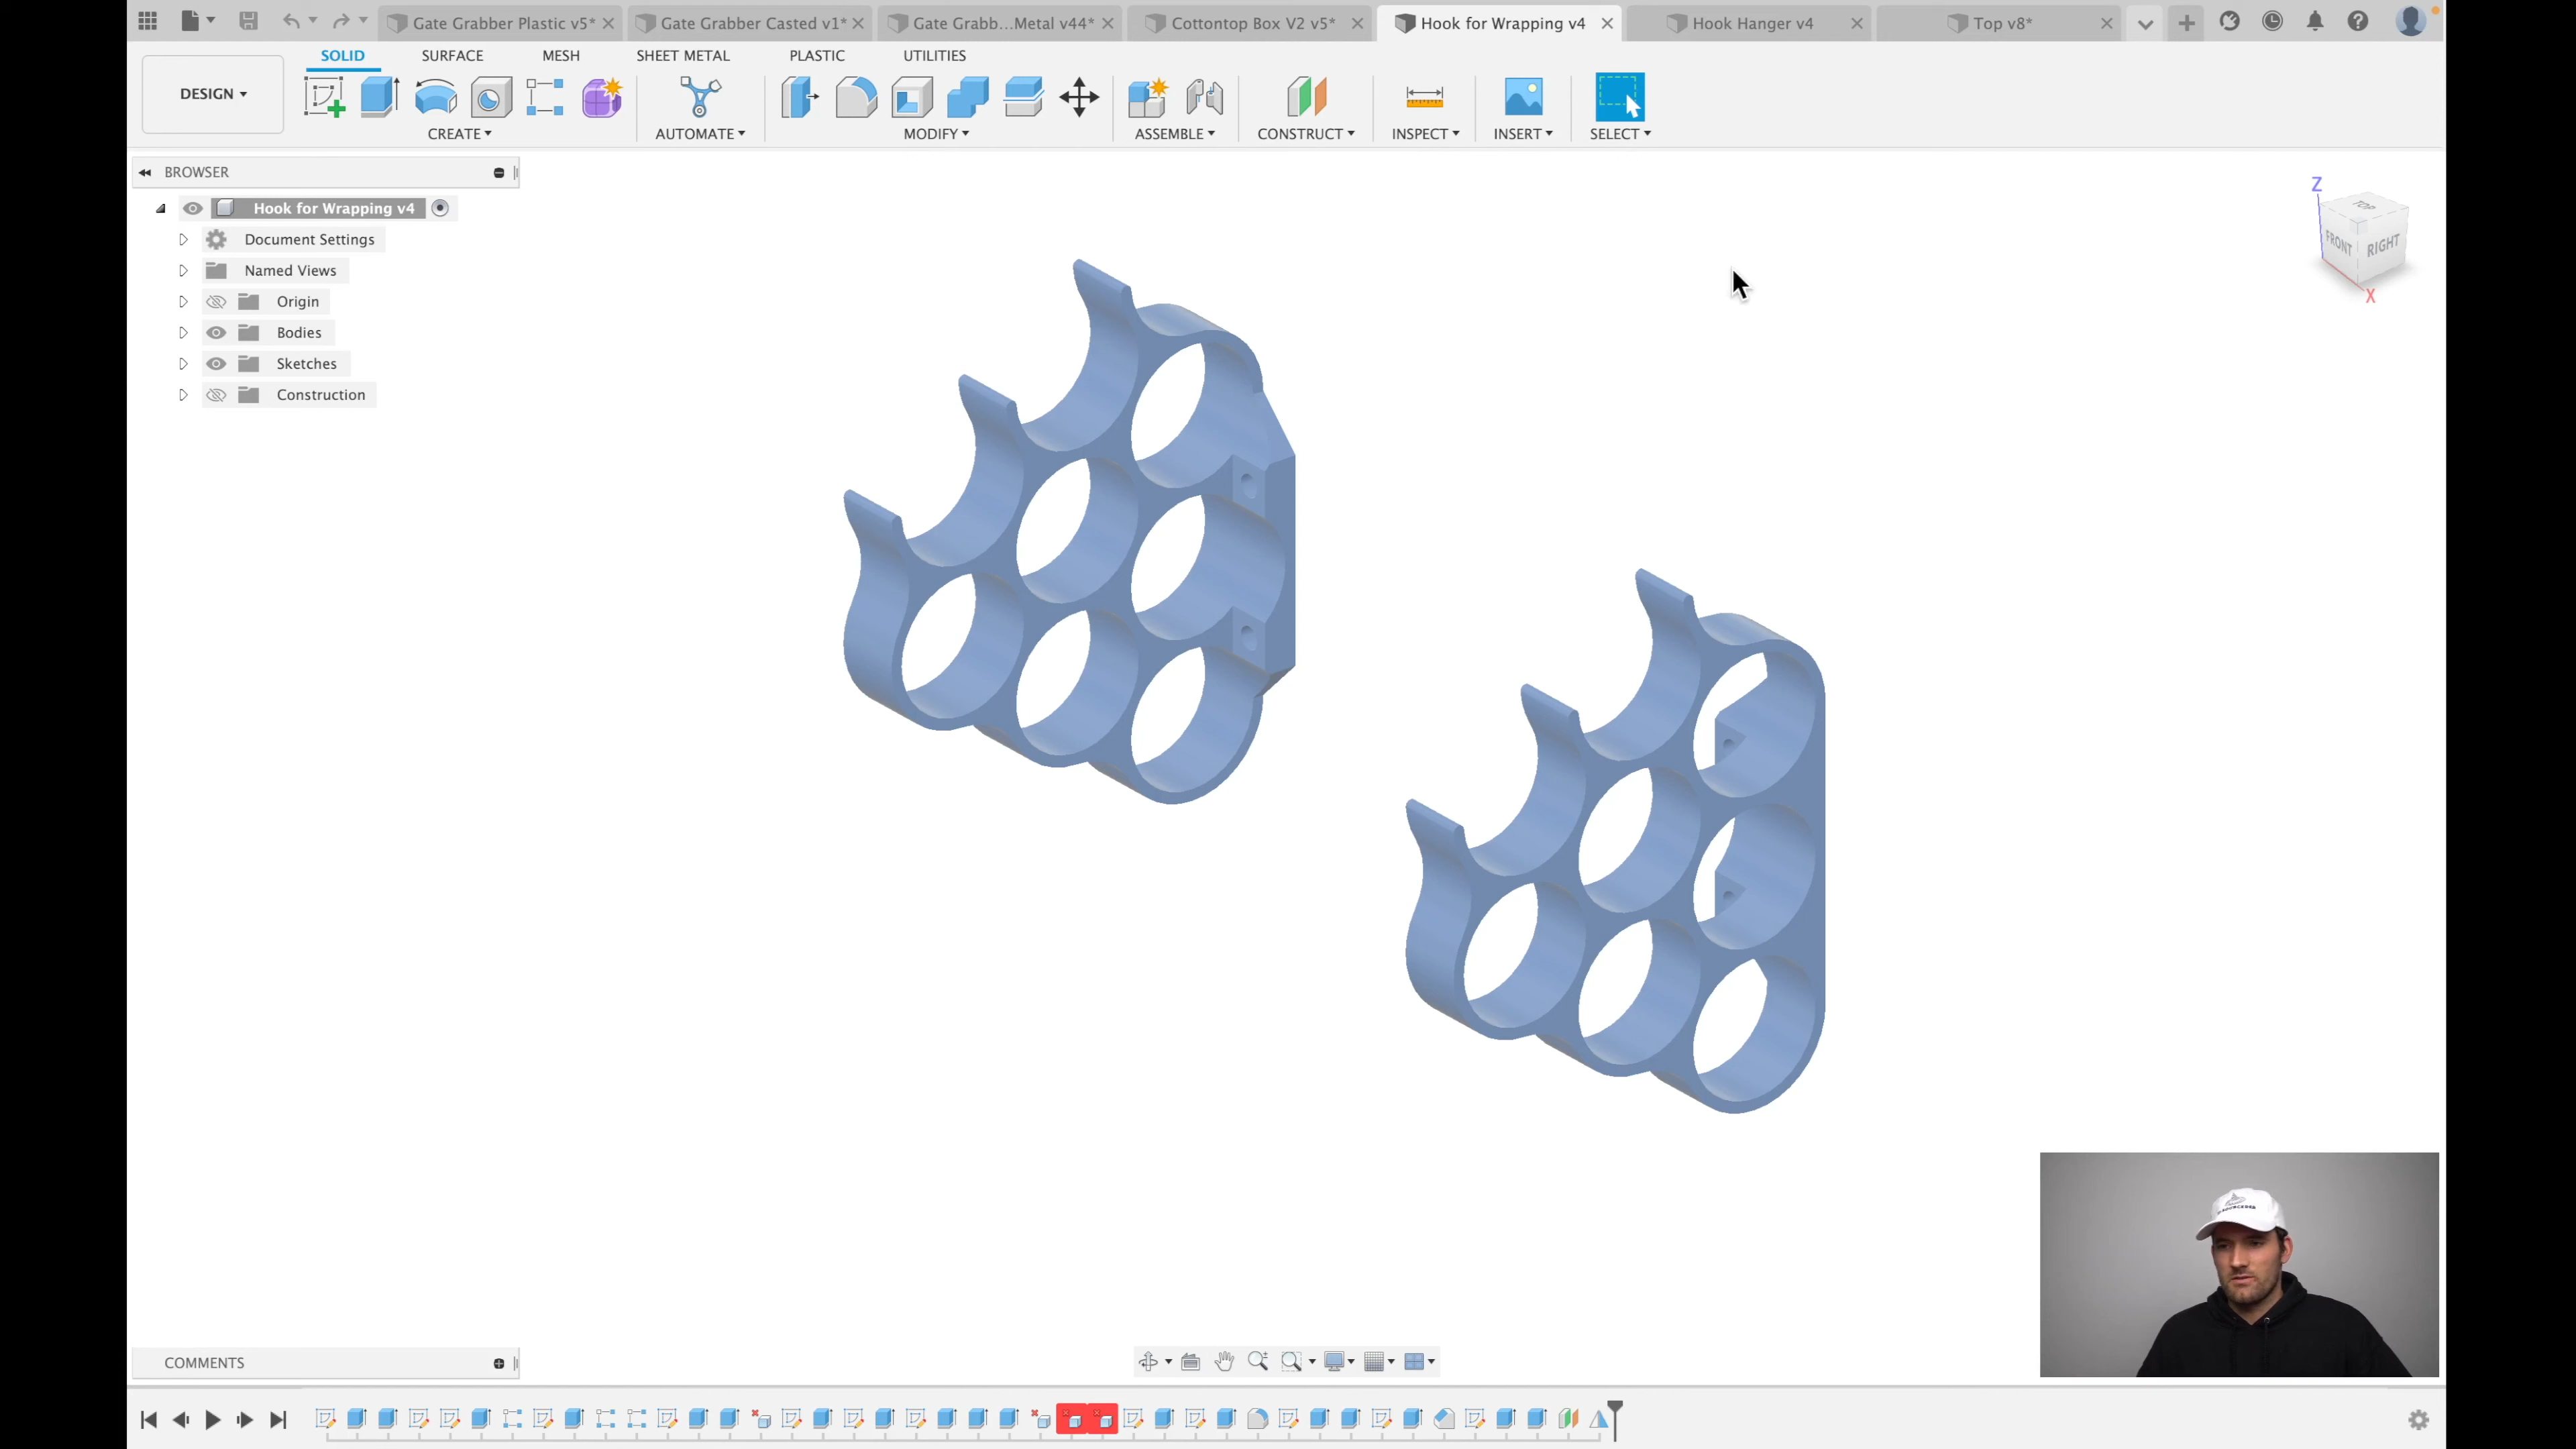 Gate Grabber Plastic v5*
Gate Grabber Casted v1*
Gate Grabb...Metal v44*
Cottontop Box V2 v5*
Hook for Wrapping v4
Hook Hanger v4
Top v8*
SOLID
SURFACE
MESH
SHEET METAL
PLASTIC
UTILITIES
DESIGN
CREATE
AUTOMATE
MODIFY
ASSEMBLE
CONSTRUCT
INSPECT
INSERT
SELECT
BROWSER
Hook for Wrapping v4
Document Settings
Named Views
Origin
Bodies
Sketches
Construction
Z
TOP
FRONT
RIGHT
X
COMMENTS